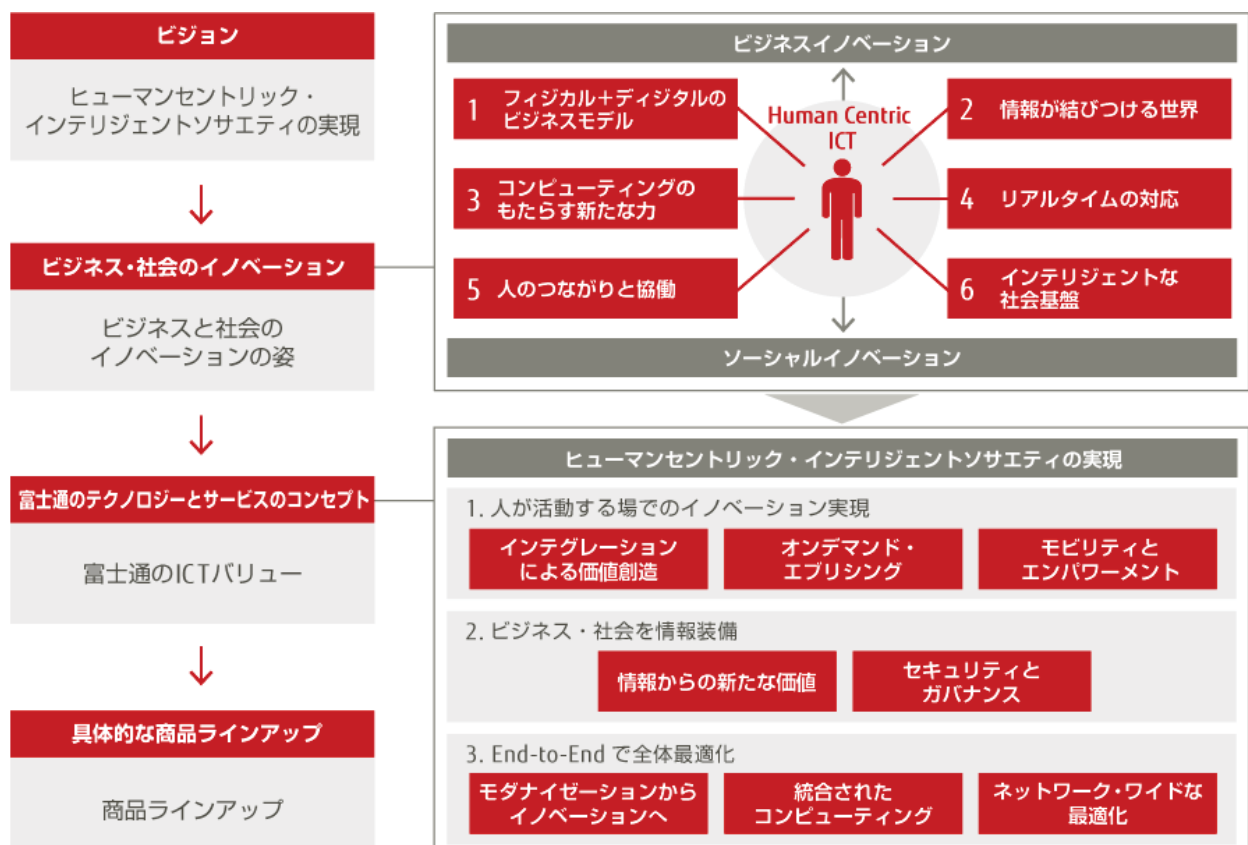 ビジョン
ヒューマンセントリック・
インテリジェントソサエティの実現
ビジネス・社会のイノベーション
ビジネスと社会の
イノベーションの姿
富士通のテクノロジーとサービスのコンセプト
富士通のICTバリュー
具体的な商品ラインアップ
商品ラインアップ
ビジネスイノベーション
Human Centric
ICT
1 フィジカル＋ディジタルの
ビジネスモデル
2 情報が結びつける世界
3 コンピューティングの
もたらす新たな力
4 リアルタイムの対応
5 人のつながりと協働
6 インテリジェントな
社会基盤
ソーシャルイノベーション
ヒューマンセントリック・インテリジェントソサエティの実現
1. 人が活動する場でのイノベーション実現
インテグレーション
による価値創造
オンデマンド・
エブリシング
モビリティと
エンパワーメント
2. ビジネス・社会を情報装備
情報からの新たな価値
セキュリティと
ガバナンス
3. End-to-End で全体最適化
モダナイゼーションから
イノベーションへ
統合された
コンピューティング
ネットワーク・ワイドな
最適化